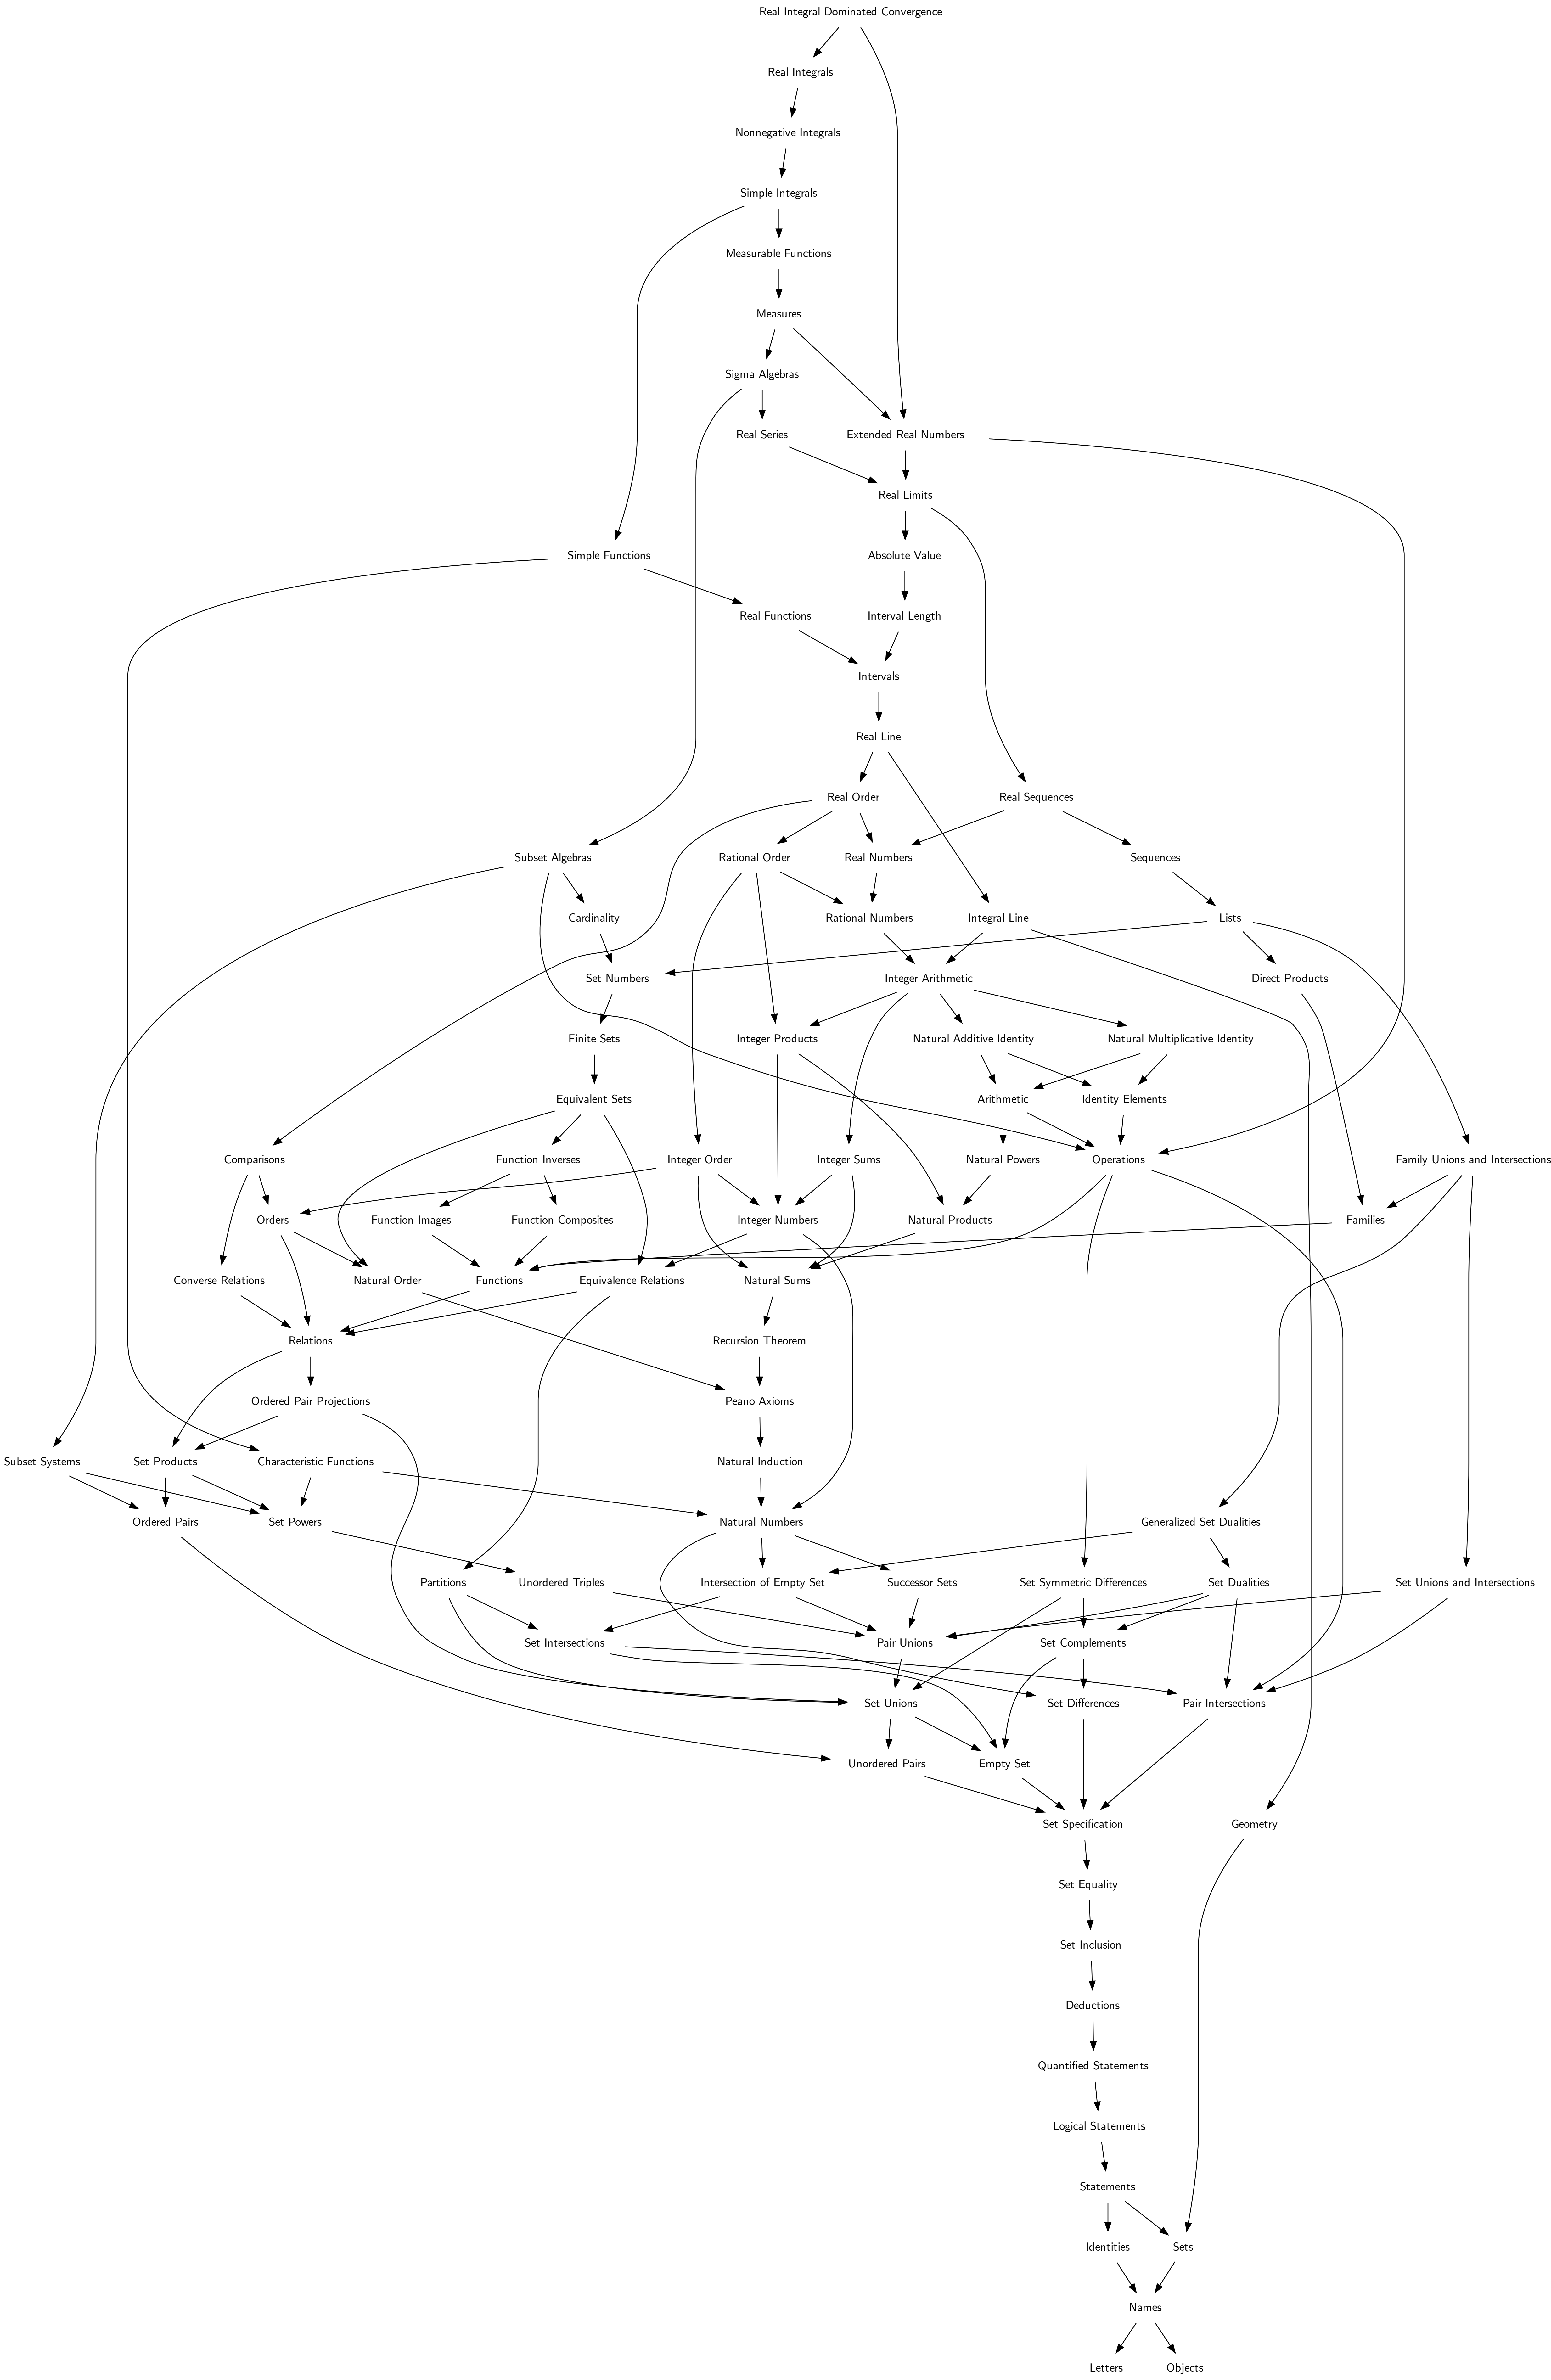 Real Integral Dominated Convergence
Real Integrals
Nonnegative Integrals
Simple Integrals
Measurable Functions
Measures
Sigma Algebras
Real Series
Extended Real Numbers
Real Limits
Simple Functions
Absolute Value
Real Functions
Interval Length
Intervals
Real Line
Real Order
Real Sequences
Subset Algebras
Rational Order
Real Numbers
Sequences
Cardinality
Rational Numbers
Integral Line
Lists
Set Numbers
Integer Arithmetic
Direct Products
Finite Sets
Integer Products
Natural Additive Identity
Natural Multiplicative Identity
Equivalent Sets
Arithmetic
Identity Elements
Comparisons
Function Inverses
Integer Order
Integer Sums
Natural Powers
Operations
Family Unions and Intersections
Orders
Function Images
Function Composites
Integer Numbers
Natural Products
Families
Converse Relations
Natural Order
Functions
Equivalence Relations
Natural Sums
Relations
Recursion Theorem
Ordered Pair Projections
Peano Axioms
Subset Systems
Set Products
Characteristic Functions
Natural Induction
Ordered Pairs
Set Powers
Natural Numbers
Generalized Set Dualities
Partitions
Unordered Triples
Intersection of Empty Set
Successor Sets
Set Symmetric Differences
Set Dualities
Set Unions and Intersections
Set Intersections
Pair Unions
Set Complements
Set Unions
Set Differences
Pair Intersections
Unordered Pairs
Empty Set
Set Specification
Geometry
Set Equality
Set Inclusion
Deductions
Quantified Statements
Logical Statements
Statements
Identities
Sets
Names
Letters
Objects